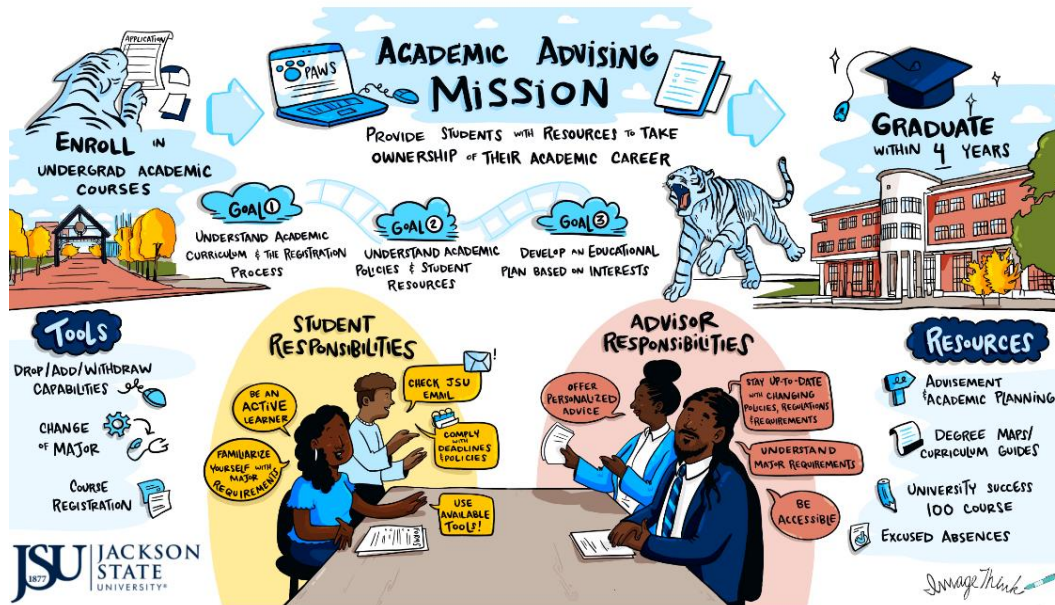 APPLICATION
ENROLL IN
UNDERGRAD ACADEMIC
COURSES
PAWS
ACADEMIC ADVISING
MISSION
PROVIDE STUDENTS WITH RESOURCES TO TAKE
OWNERSHIP OF THEIR ACADEMIC CAREER
GRADUATE
WITHIN 4 YEARS
GOAL 1
UNDERSTAND ACADEMIC
CURRICULUM & THE REGISTRATION
PROCESS
GOAL 2
UNDERSTAND ACADEMIC
POLICIES & STUDENT
RESOURCES
GOAL 3
DEVELOP AN EDUCATIONAL
PLAN BASED ON INTERESTS
TOOLS
DROP/ADD/WITHDRAW
CAPABILITIES
CHANGE
OF MAJOR
COURSE
REGISTRATION
STUDENT
RESPONSIBILITIES
BE AN
ACTIVE
LEARNER
FAMILIARIZE
YOURSELF WITH
MAJOR
REQUIREMENTS
CHECK JSU
EMAIL
!
COMPLY
WITH
DEADLINES
& POLICIES
USE
AVAILABLE
TOOLS!
FORMS
ADVISOR
RESPONSIBILITIES
OFFER
PERSONALIZED
ADVICE
STAY UP-TO-DATE
WITH CHANGING
POLICIES, REGULATIONS
& REQUIREMENTS
UNDERSTAND
MAJOR REQUIREMENTS
BE
ACCESSIBLE
RESOURCES
ADVISEMENT
& ACADEMIC PLANNING
DEGREE MAPS/
CURRICULUM GUIDES
UNIVERSITY SUCCESS
100 COURSE
EXCUSED ABSENCES
JSU
1877
JACKSON
STATE
UNIVERSITY®
ImageThink